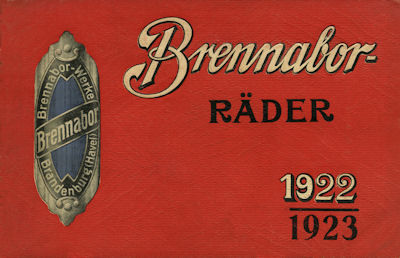 Brennabor-
RÄDER
1922
1923
Brennabor-Werke
Brennabor
Brandenburg (Havel)